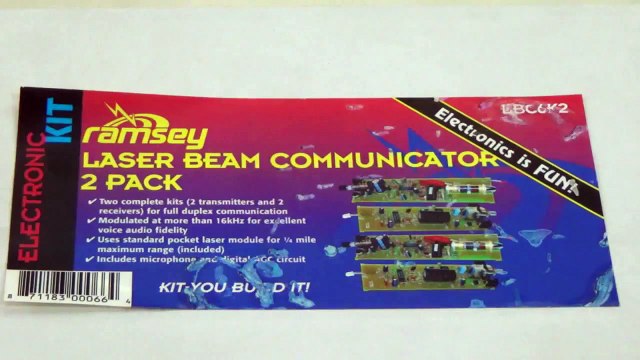 ELECTRONIC KIT
ramsey
LBC6K2
Electronics is FUN!
LASER BEAM COMMUNICATOR
2 PACK
✓ Two complete kits (2 transmitters and 2
receivers) for full duplex communication
✓ Modulated at more than 16kHz for excellent
voice audio fidelity
✓ Uses standard pocket laser module for ¼ mile
maximum range (included)
✓ Includes microphone and digital AGC circuit
KIT-YOU BUILD IT!
8 71183 00066 4